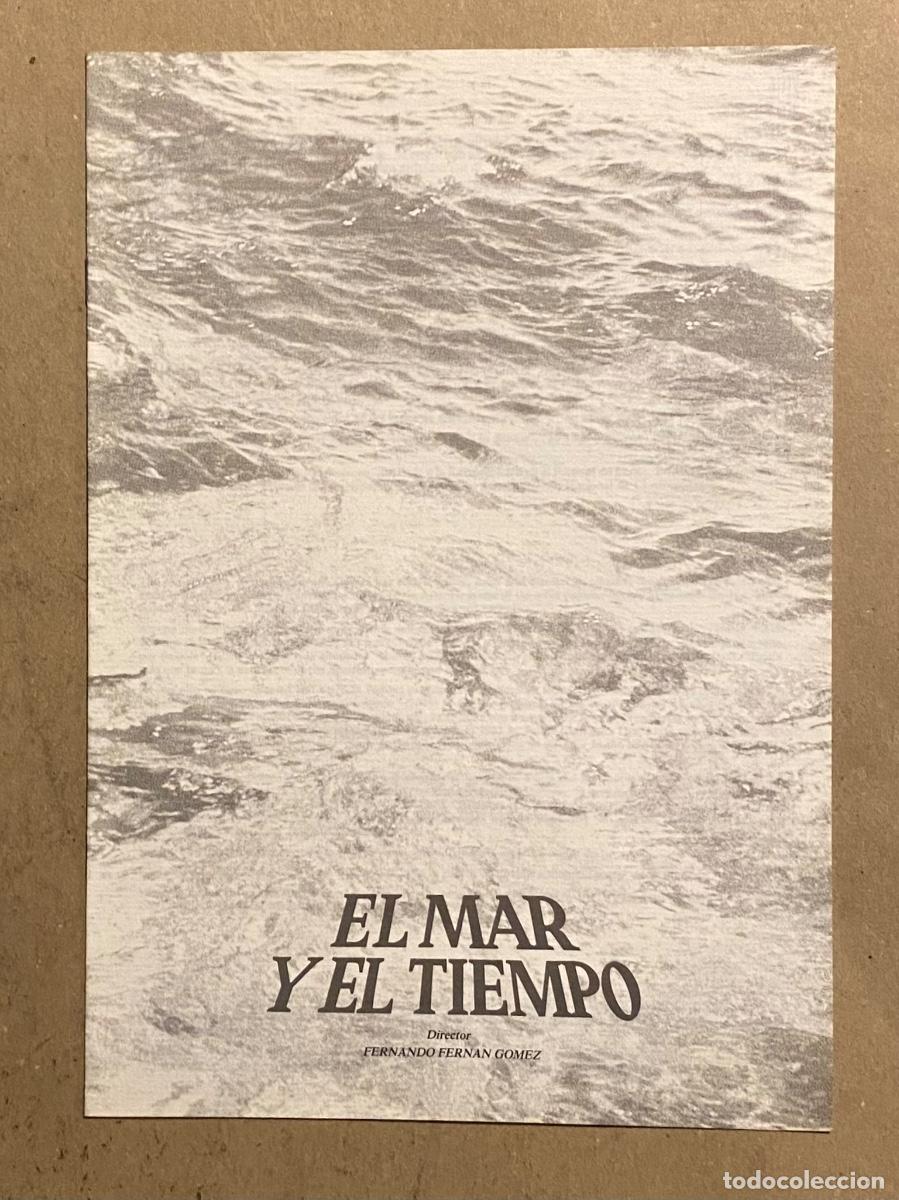 EL MAR
Y EL TIEMPO
Director
FERNANDO FERNAN GOMEZ
todocoleccion